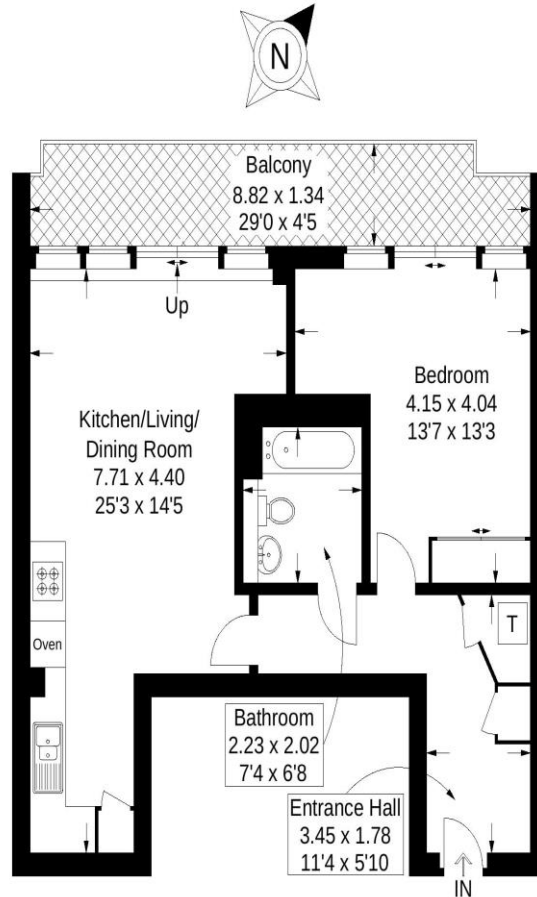 N
Balcony
8.82 x 1.34
29'0 x 4'5
Up
Bedroom
4.15 x 4.04
13'7 x 13'3
Kitchen/Living/
Dining Room
7.71 x 4.40
25'3 x 14'5
Oven
T
Bathroom
2.23 x 2.02
7'4 x 6'8
Entrance Hall
3.45 x 1.78
11'4 x 5'10
IN